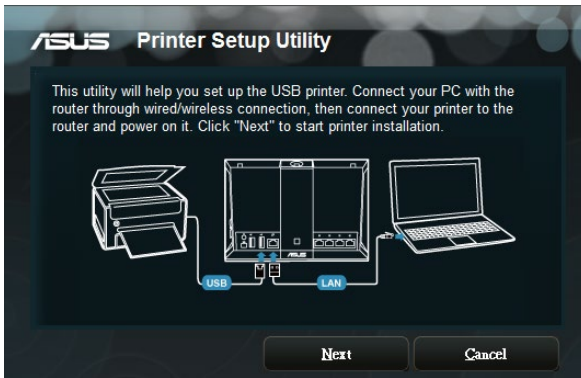 ASUS Printer Setup Utility
This utility will help you set up the USB printer. Connect your PC with the
router through wired/wireless connection, then connect your printer to the
router and power on it. Click "Next" to start printer installation.
ASUS
USB
LAN
Next
Cancel